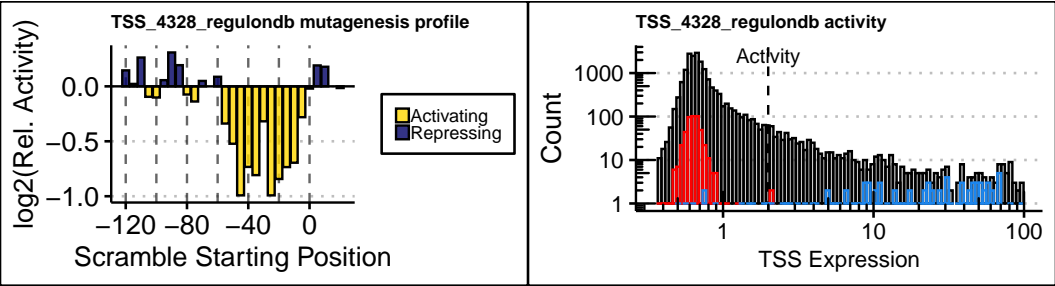 TSS_4328_regulondb mutagenesis profile
log2(Rel. Activity)
0.0
−0.5
−1.0
−120
−80
−40
0
Scramble Starting Position
Activating
Repressing
TSS_4328_regulondb activity
Activity
Count
1000
100
10
1
1
10
100
TSS Expression